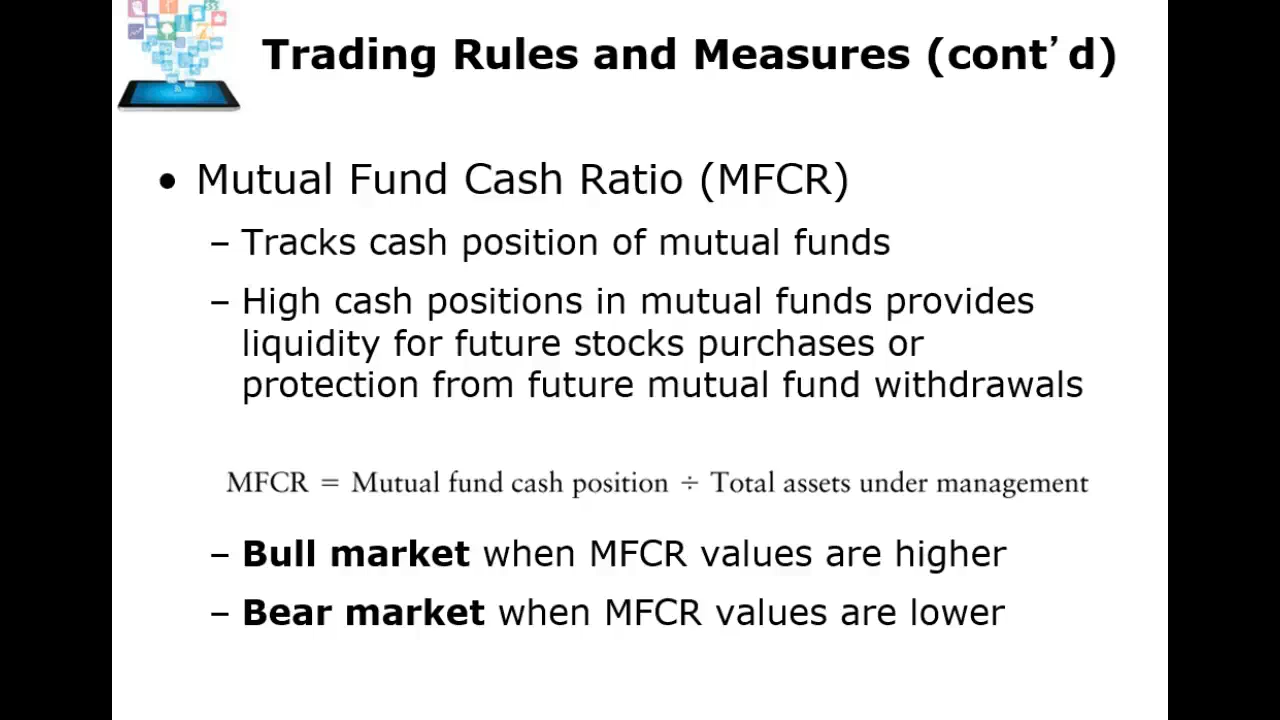 Trading Rules and Measures (cont’d)
• Mutual Fund Cash Ratio (MFCR)
– Tracks cash position of mutual funds
– High cash positions in mutual funds provides
liquidity for future stocks purchases or
protection from future mutual fund withdrawals
MFCR = Mutual fund cash position ÷ Total assets under management
– Bull market when MFCR values are higher
– Bear market when MFCR values are lower